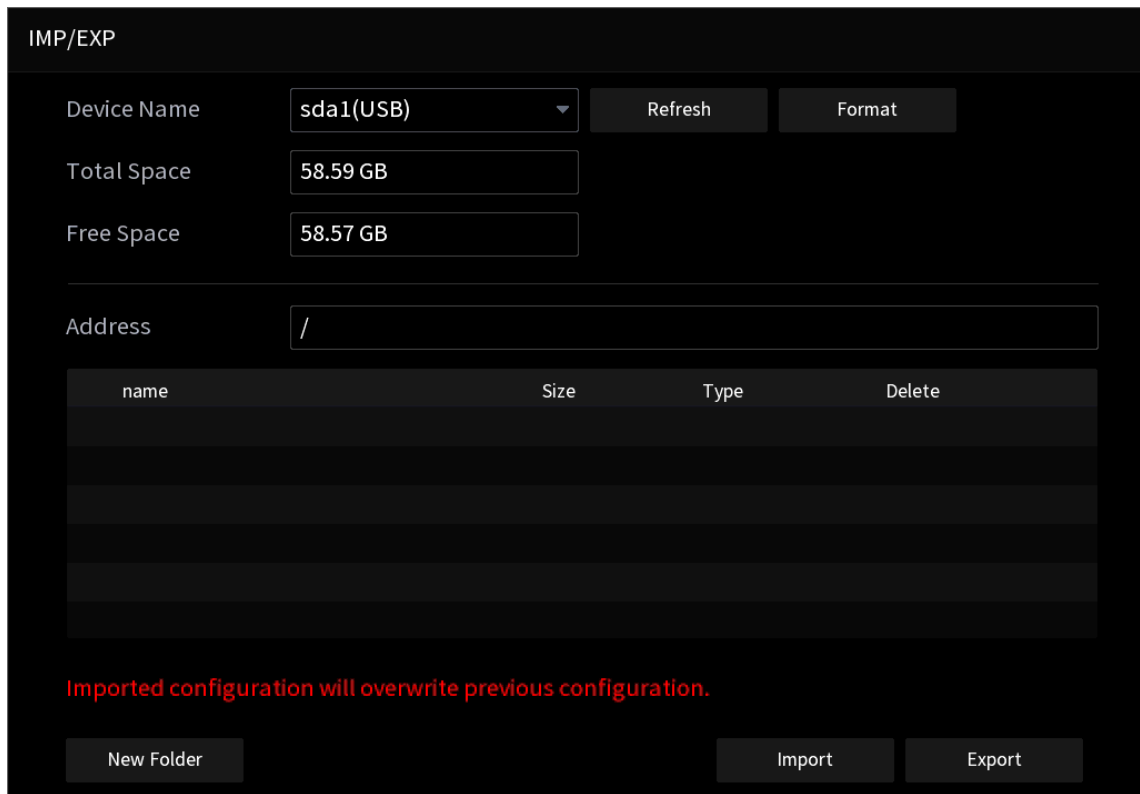 IMP/EXP
Device Name sda1(USB) Refresh Format
Total Space 58.59 GB
Free Space 58.57 GB
Address /
name Size Type Delete
Imported configuration will overwrite previous configuration.
New Folder Import Export